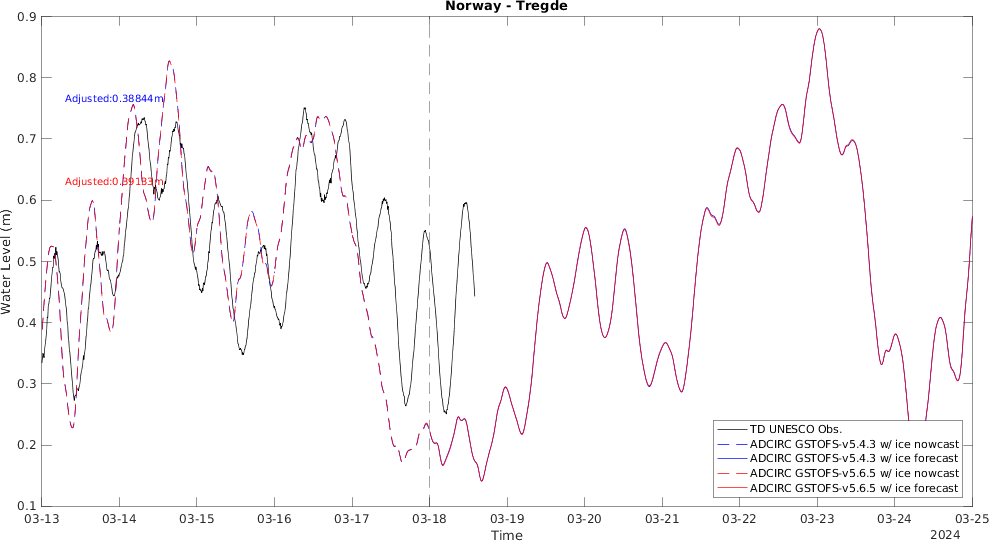 Norway - Tregde
0.9
0.8
0.7
0.6
0.5
0.4
0.3
0.2
0.1
Water Level (m)
Adjusted:0.38844m
Adjusted:0.39133m
TD UNESCO Obs.
ADCIRC GSTOFS-v5.4.3 w/ ice nowcast
ADCIRC GSTOFS-v5.4.3 w/ ice forecast
ADCIRC GSTOFS-v5.6.5 w/ ice nowcast
ADCIRC GSTOFS-v5.6.5 w/ ice forecast
03-13 03-14 03-15 03-16 03-17 03-18 03-19 03-20 03-21 03-22 03-23 03-24 03-25
Time
2024